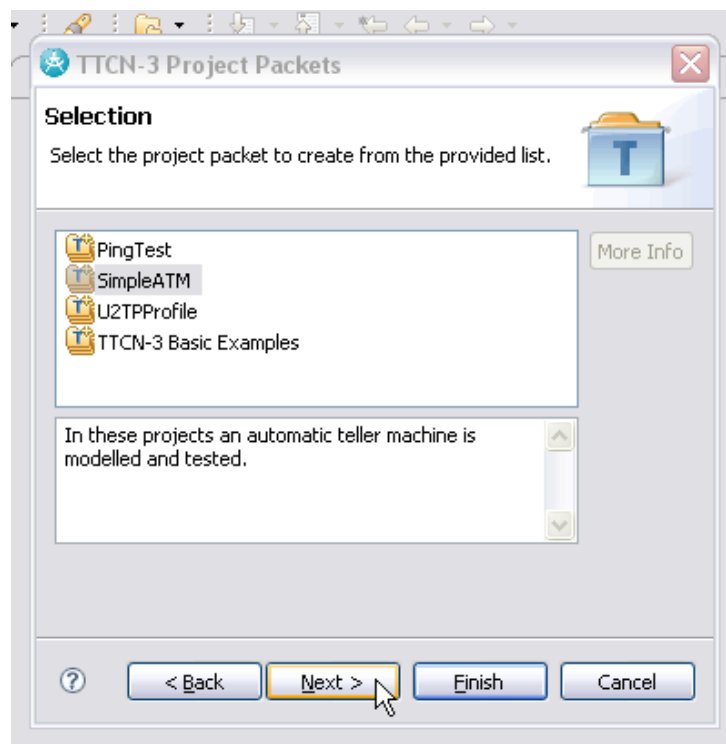 TTCN-3 Project Packets
Selection
Select the project packet to create from the provided list.
T
PingTest
More Info
SimpleATM
U2TPProfile
TTCN-3 Basic Examples
In these projects an automatic teller machine is
modelled and tested.
? < Back Next > Finish Cancel